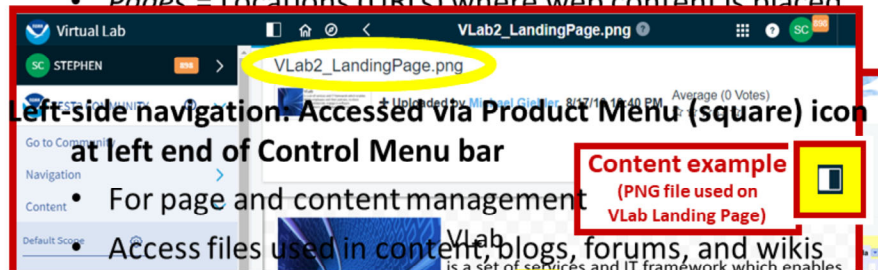 • Pages = Locations (URLs) where web content is placed
Virtual Lab
VLab2_LandingPage.png
SC
898
SC STEPHEN 898
VLab2_LandingPage.png
COMMUNITY
Uploaded by Michael 8/17/16 10:40 PM
Average (0 Votes)
Left-side navigation: Accessed via Product Menu (square) icon
at left end of Control Menu bar
Go to Community
Navigation
Content
Default Scope
Content example
(PNG file used on
VLab Landing Page)
• For page and content management
• Access files used in content, blogs, forums, and wikis
VLab
is a set of services and IT framework which enables